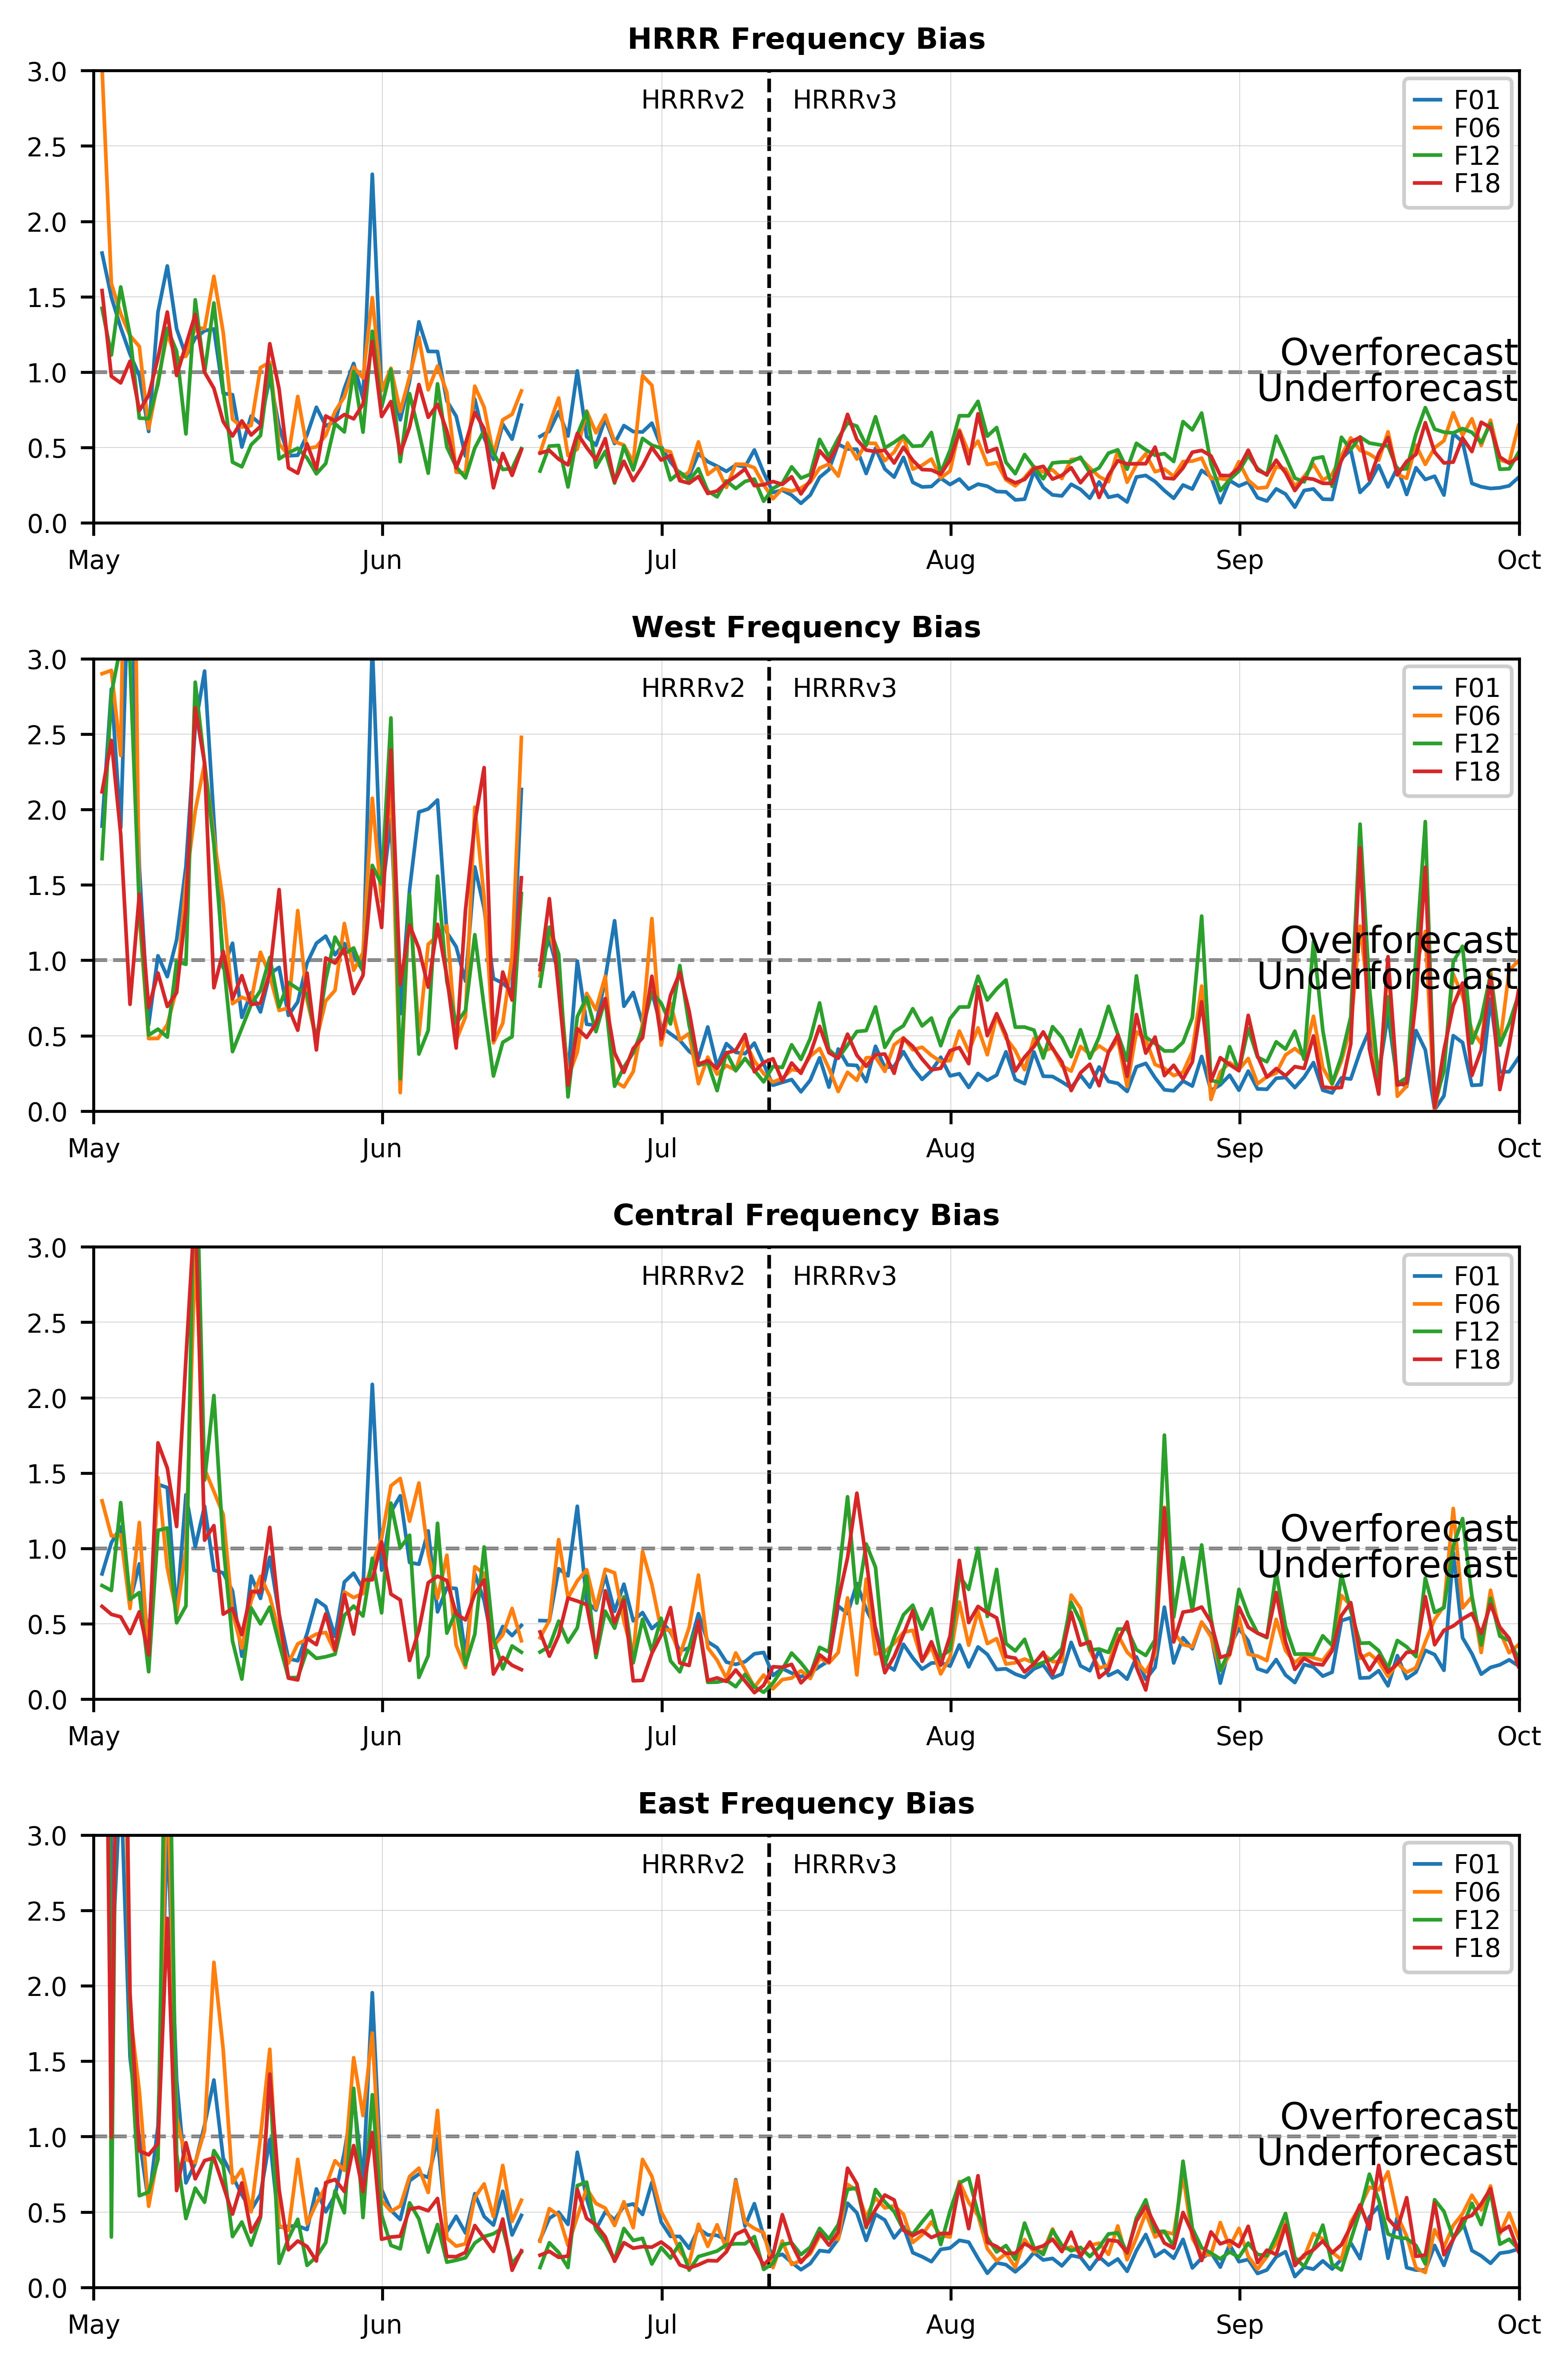 HRRR Frequency Bias
3.0
2.5
2.0
1.5
1.0
0.5
0.0
HRRRv2
HRRRv3
F01
F06
F12
F18
Overforecast
Underforecast
May
Jun
Jul
Aug
Sep
Oct
West Frequency Bias
3.0
2.5
2.0
1.5
1.0
0.5
0.0
HRRRv2
HRRRv3
F01
F06
F12
F18
Overforecast
Underforecast
May
Jun
Jul
Aug
Sep
Oct
Central Frequency Bias
3.0
2.5
2.0
1.5
1.0
0.5
0.0
HRRRv2
HRRRv3
F01
F06
F12
F18
Overforecast
Underforecast
May
Jun
Jul
Aug
Sep
Oct
East Frequency Bias
3.0
2.5
2.0
1.5
1.0
0.5
0.0
HRRRv2
HRRRv3
F01
F06
F12
F18
Overforecast
Underforecast
May
Jun
Jul
Aug
Sep
Oct